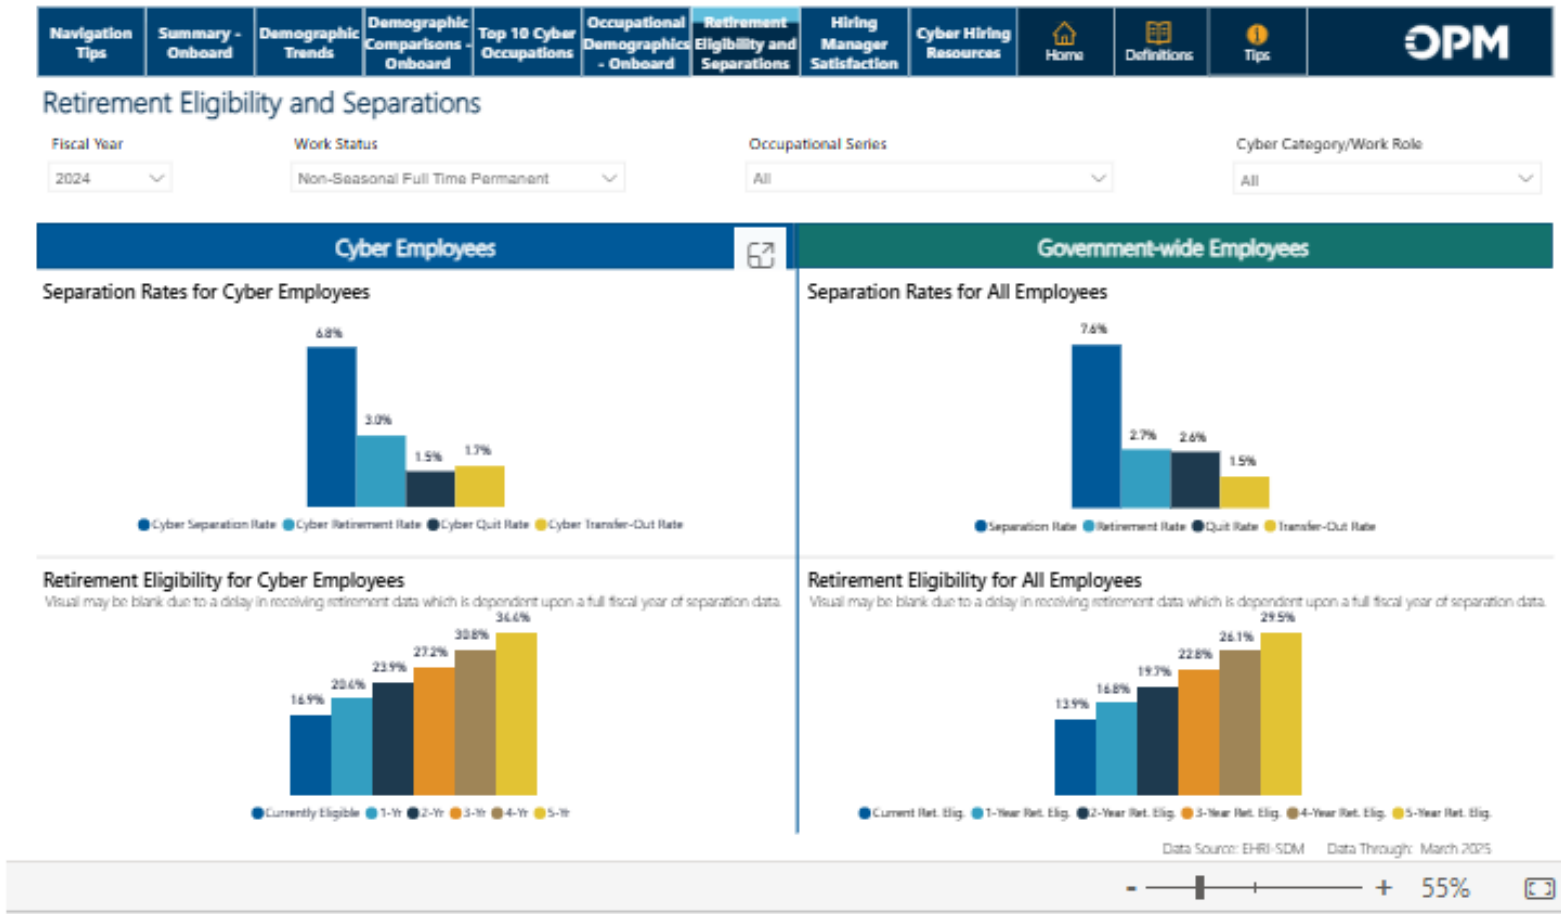 Navigation Tips
Summary - Onboard
Demographic Trends
Demographic Comparisons - Onboard
Top 10 Cyber Occupations
Occupational Demographics - Onboard
Retirement Eligibility and Separations
Hiring Manager Satisfaction
Cyber Hiring Resources
Home
Definitions
Tips
OPM
Retirement Eligibility and Separations
Fiscal Year
Work Status
Occupational Series
Cyber Category/Work Role
2024
Non-Seasonal Full Time Permanent
All
All
Cyber Employees
Government-wide Employees
Separation Rates for Cyber Employees
6.8%
3.0%
1.5%
1.7%
Cyber Separation Rate Cyber Retirement Rate Cyber Quit Rate Cyber Transfer-Out Rate
Separation Rates for All Employees
7.6%
2.7%
2.6%
1.5%
Separation Rate Retirement Rate Quit Rate Transfer-Out Rate
Retirement Eligibility for Cyber Employees
Visual may be blank due to a delay in receiving retirement data which is dependent upon a full fiscal year of separation data.
16.9%
20.4%
23.9%
27.2%
30.8%
Currently Eligible 1-Yr 2-Yr 3-Yr 4-Yr 5-Yr
Retirement Eligibility for All Employees
Visual may be blank due to a delay in receiving retirement data which is dependent upon a full fiscal year of separation data.
13.9%
16.8%
19.7%
22.8%
26.1%
29.5%
Current Ret. Elig. 1-Year Ret. Elig. 2-Year Ret. Elig. 3-Year Ret. Elig. 4-Year Ret. Elig. 5-Year Ret. Elig.
Data Source: EHRI-SDM Data Through: March 2025
- + 55%